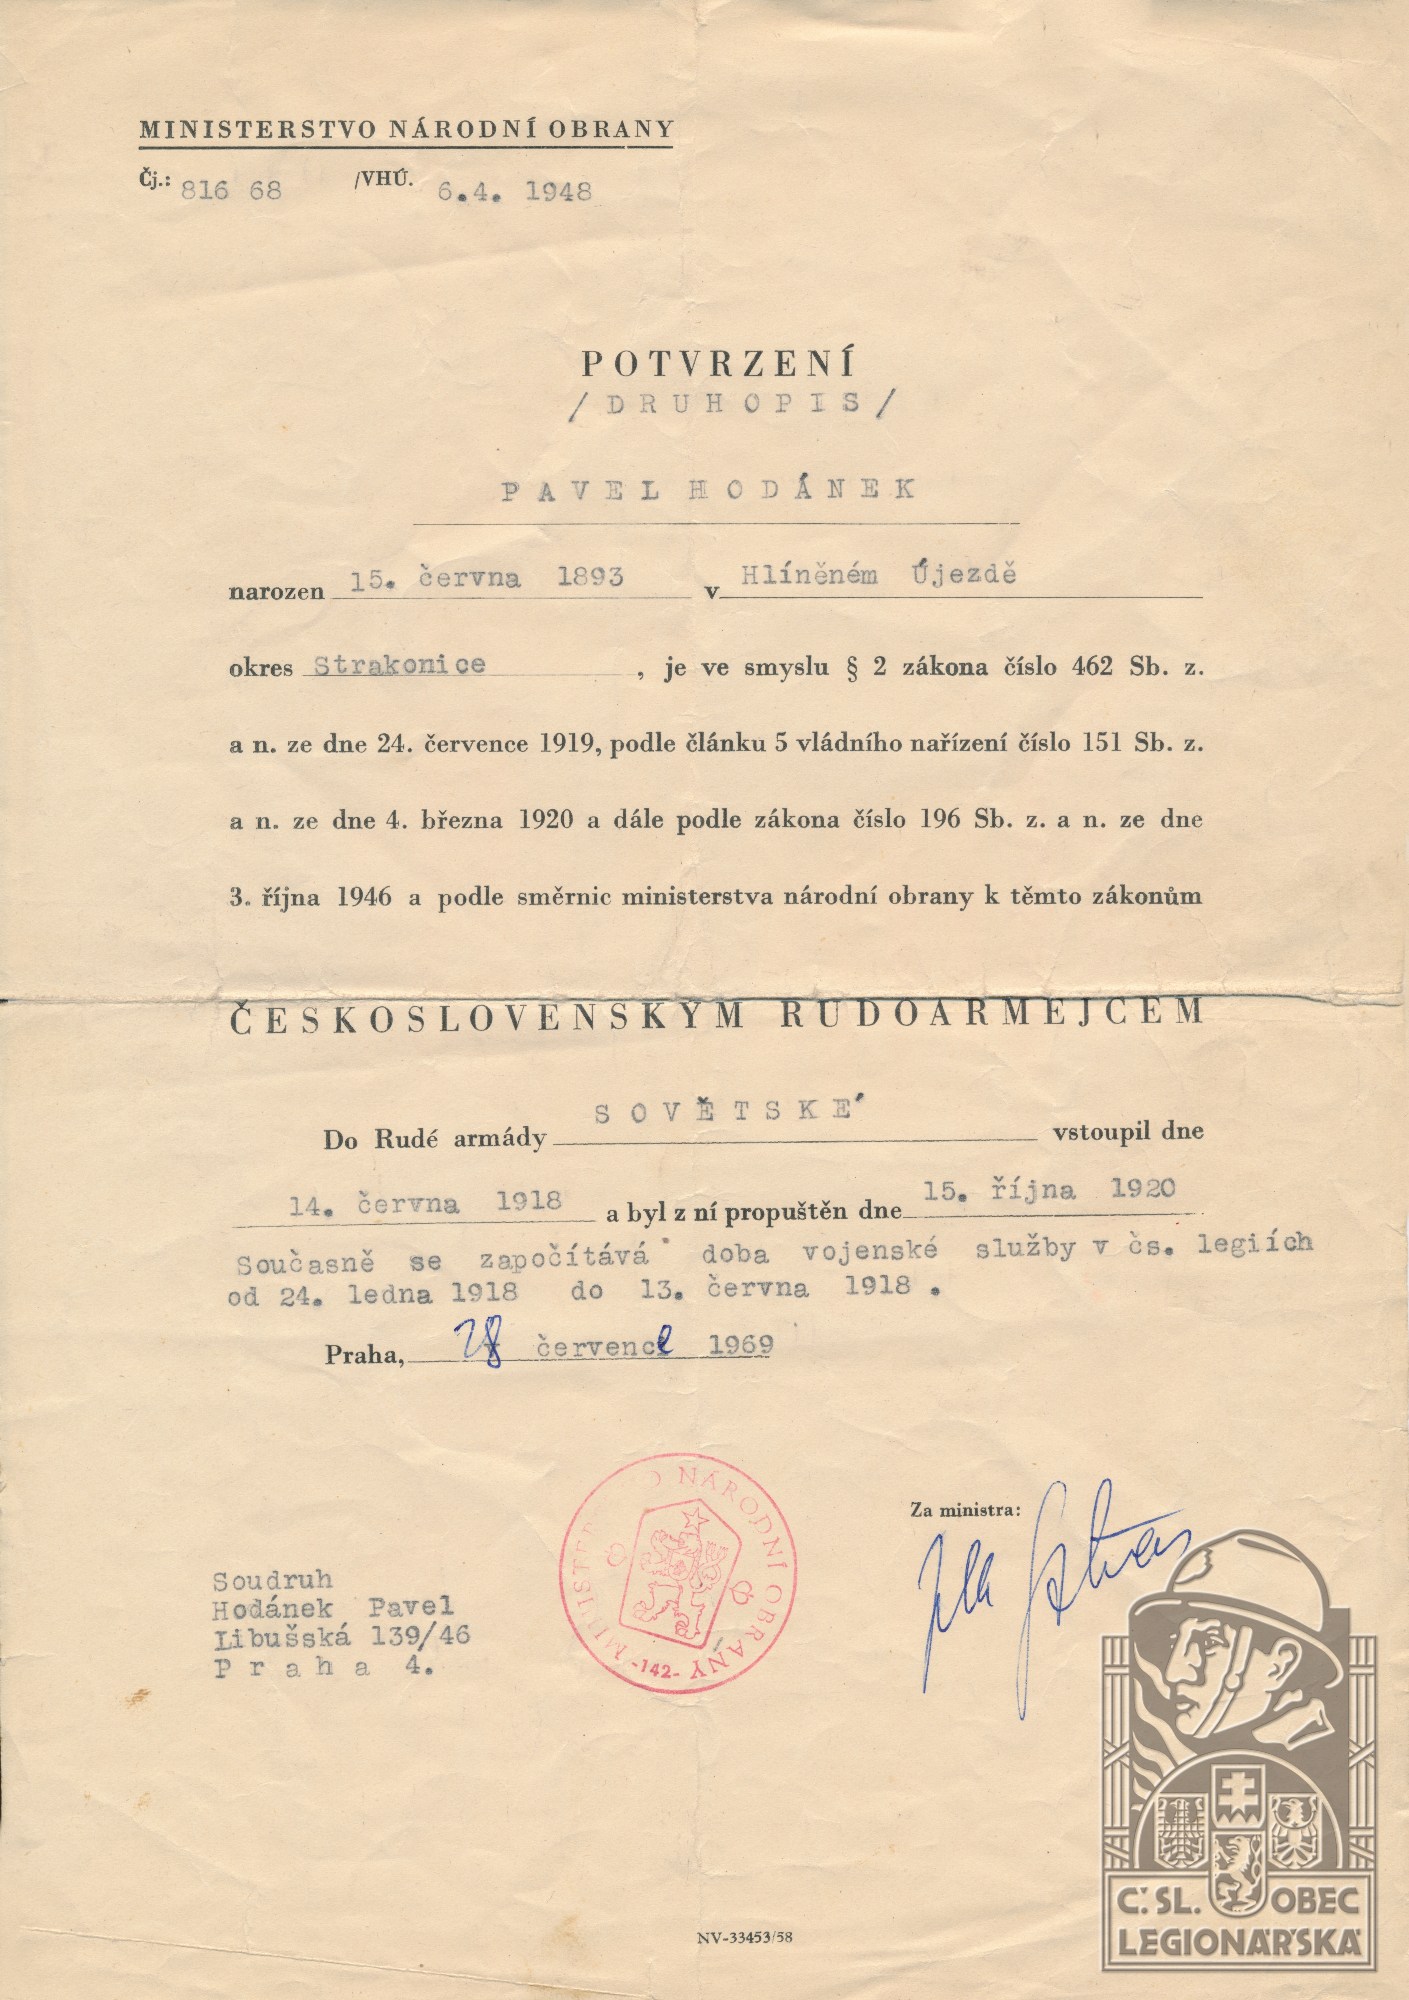 MINISTERSTVO NÁRODNÍ OBRANY
Čj.: 816 68 /VHÚ. 6.4. 1948
POTVRZENÍ
/DRUHOPIS/
PAVEL HODÁNEK
narozen 15. června 1893 v Hlíněném Újezdě
okres Strakonice , je ve smyslu § 2 zákona číslo 462 Sb. z.
a n. ze dne 24. července 1919, podle článku 5 vládního nařízení číslo 151 Sb. z.
a n. ze dne 4. března 1920 a dále podle zákona číslo 196 Sb. z. a n. ze dne
3. října 1946 a podle směrnic ministerstva národní obrany k těmto zákonům
ČESKOSLOVENSKÝM RUDOARMEJCEM
Do Rudé armády SOVĚTSKÉ vstoupil dne
14. června 1918 a byl z ní propuštěn dne 15. října 1920
Současně se započítává doba vojenské služby v čs. legiích
od 24. ledna 1918 do 13. června 1918 .
Praha, 28 července 1969
Za ministra:
MINISTERSTVO NÁRODNÍ OBRANY
-142-
Soudruh
Hodánek Pavel
Libušská 139/46
Praha 4.
NV-33453/58
Č.SL. OBEC
LEGIONÁŘSKÁ